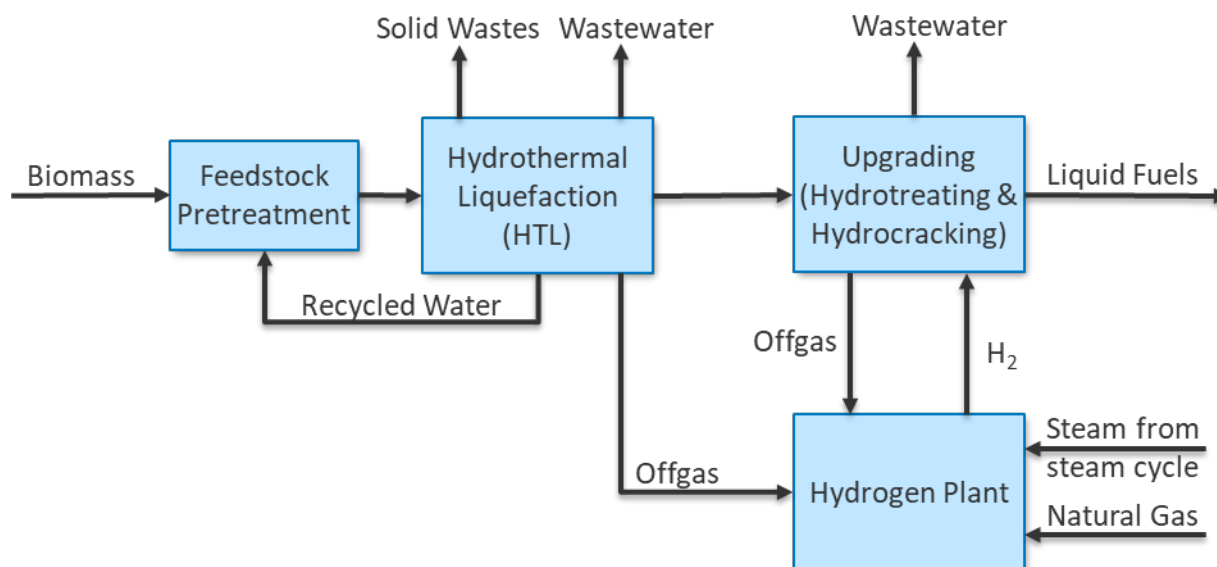 Solid Wastes
Wastewater
Wastewater
Biomass
Feedstock
Pretreatment
Hydrothermal
Liquefaction
(HTL)
Upgrading
(Hydrotreating &
Hydrocracking)
Liquid Fuels
Recycled Water
Offgas
H₂
Offgas
Hydrogen Plant
Steam from
steam cycle
Natural Gas